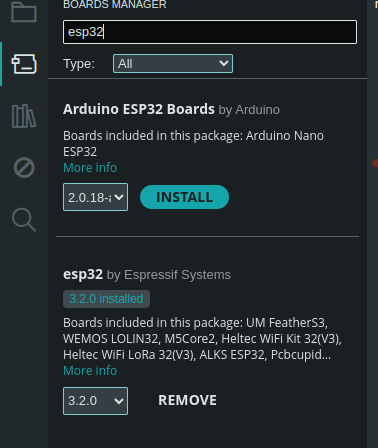 BOARDS MANAGER
esp32
Type: All
Arduino ESP32 Boards by Arduino
Boards included in this package: Arduino Nano
ESP32
More info
2.0.18-a INSTALL
esp32 by Espressif Systems
3.2.0 installed
Boards included in this package: UM FeatherS3,
WEMOS LOLIN32, M5Core2, Heltec WiFi Kit 32(V3),
Heltec WiFi LoRa 32(V3), ALKS ESP32, Pcbcupid...
More info
3.2.0 REMOVE